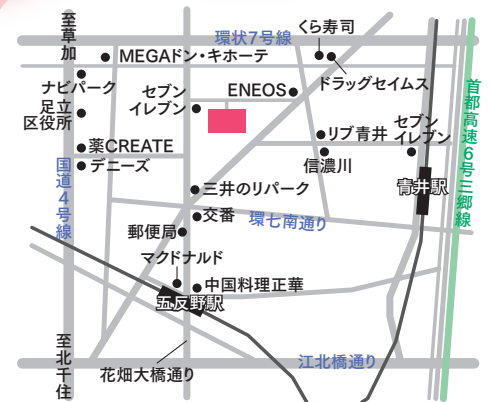 至草加
環状7号線
くら寿司
MEGAドン・キホーテ
ドラッグセイムス
ナビパーク
セブン
イレブン
ENEOS
足立
区役所
リブ青井
セブン
イレブン
首都高速6号三郷線
薬CREATE
デニーズ
信濃川
国道4号線
三井のリパーク
青井駅
交番
環七南通り
郵便局
マクドナルド
中国料理正華
五反野駅
至北千住
花畑大橋通り
江北橋通り